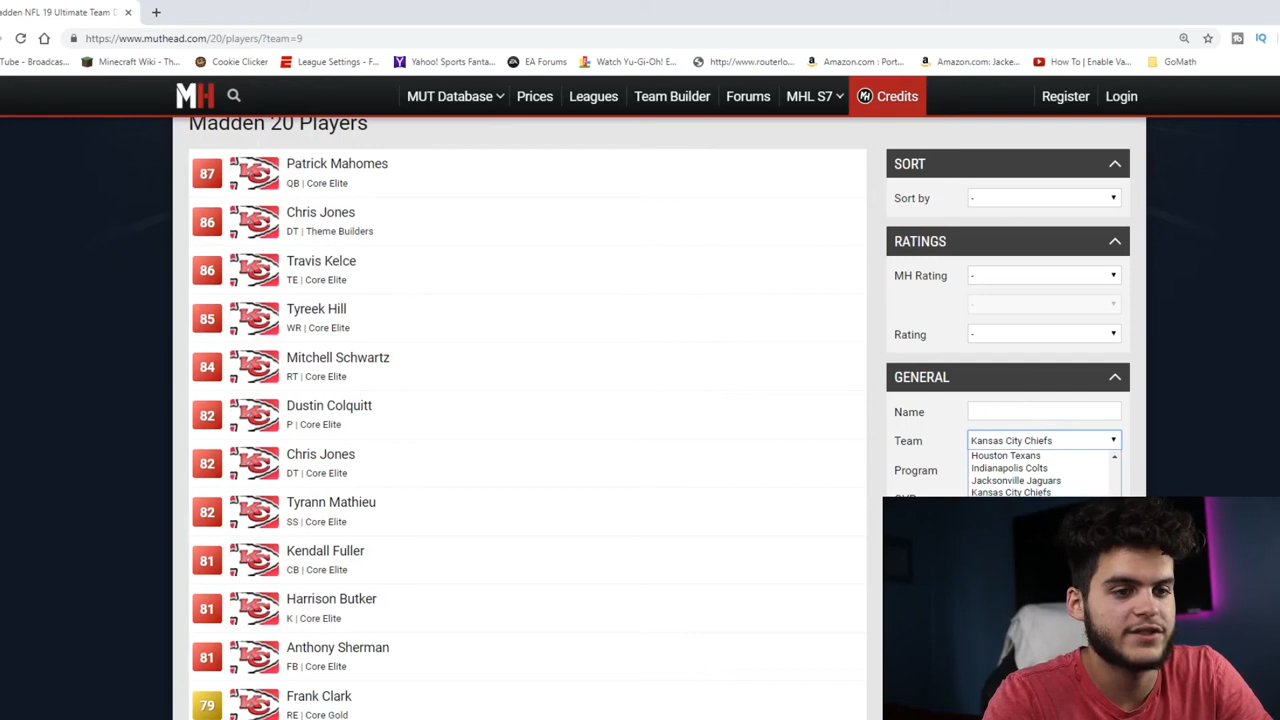 adden NFL 19 Ultimate Team D
https://www.muthead.com/20/players/?team=9
Tube - Broadcas...
Minecraft Wiki - Th...
Cookie Clicker
League Settings - F...
Yahoo! Sports Fanta...
EA Forums
Watch Yu-Gi-Oh! E...
http://www.routerlo...
Amazon.com : Port...
Amazon.com: Jacke...
How To | Enable Va...
GoMath
MH
MUT Database
Prices
Leagues
Team Builder
Forums
MHL S7
Credits
Register
Login
Madden 20 Players
87
Patrick Mahomes
QB | Core Elite
86
Chris Jones
DT | Theme Builders
86
Travis Kelce
TE | Core Elite
85
Tyreek Hill
WR | Core Elite
84
Mitchell Schwartz
RT | Core Elite
82
Dustin Colquitt
P | Core Elite
82
Chris Jones
DT | Core Elite
82
Tyrann Mathieu
SS | Core Elite
81
Kendall Fuller
CB | Core Elite
81
Harrison Butker
K | Core Elite
81
Anthony Sherman
FB | Core Elite
79
Frank Clark
RE | Core Gold
SORT
Sort by
-
RATINGS
MH Rating
-
-
Rating
-
GENERAL
Name
Team
Kansas City Chiefs
Houston Texans
Indianapolis Colts
Jacksonville Jaguars
Kansas City Chiefs
Program